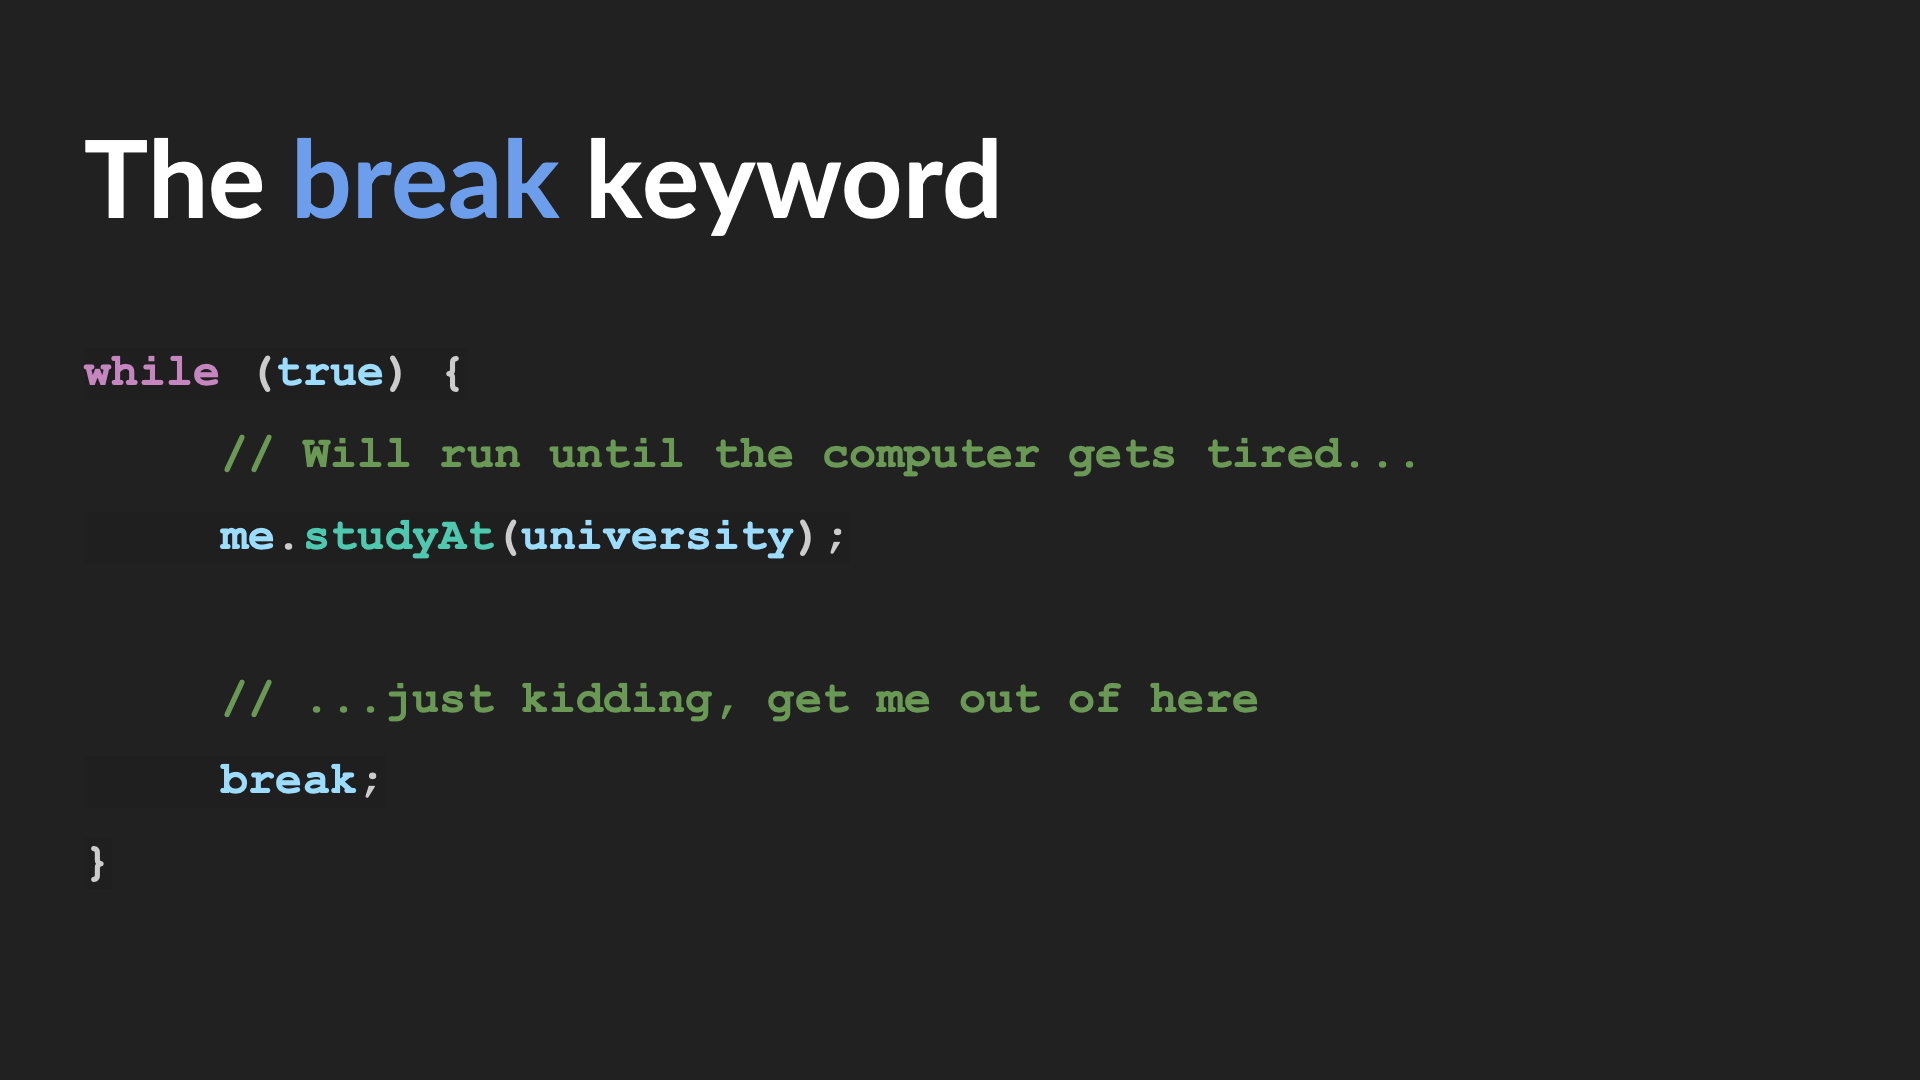 The break keyword
while (true) {
// Will run until the computer gets tired...
me.studyAt(university);
// ...just kidding, get me out of here
break;
}